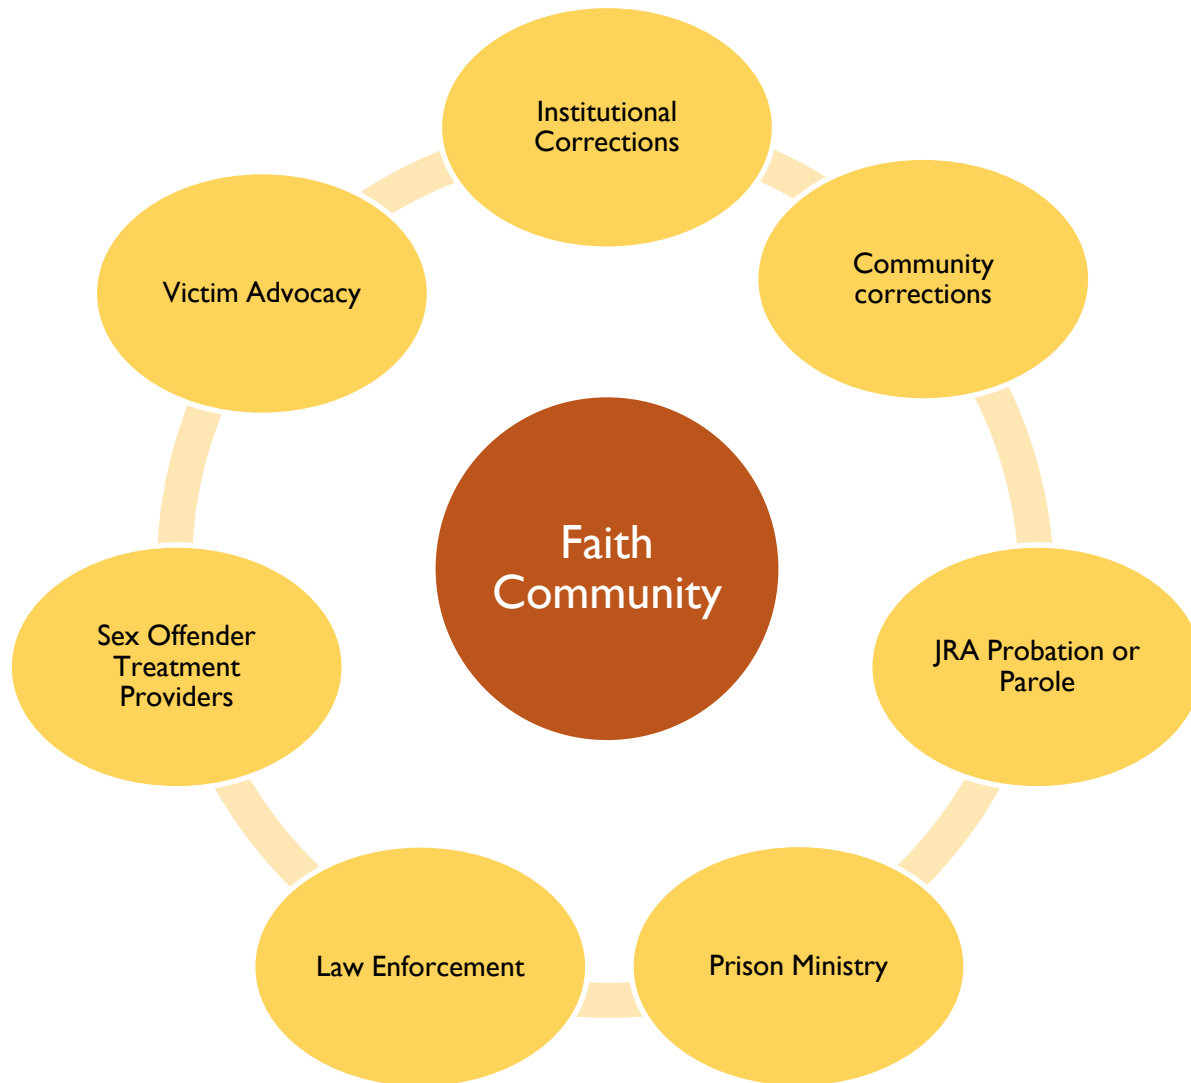 Institutional
Corrections
Community
corrections
JRA Probation or
Parole
Prison Ministry
Law Enforcement
Sex Offender
Treatment
Providers
Victim Advocacy
Faith
Community